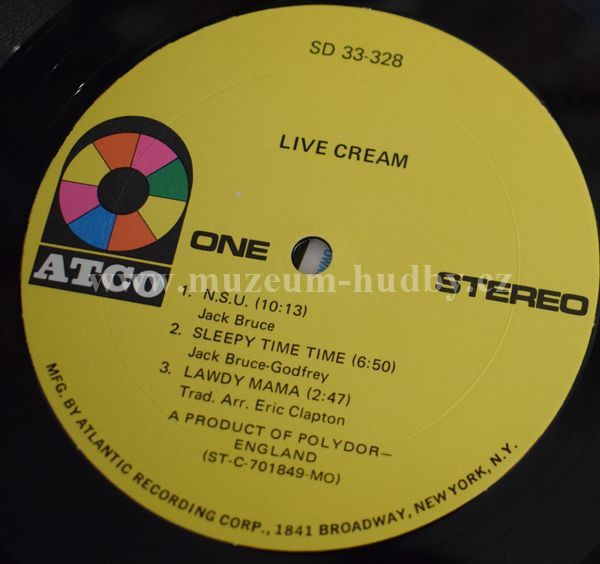 SD 33-328
LIVE CREAM
ATCO
ONE
STEREO
1. N.S.U. (10:13)
Jack Bruce
2. SLEEPY TIME TIME (6:50)
Jack Bruce-Godfrey
3. LAWDY MAMA (2:47)
Trad. Arr. Eric Clapton
A PRODUCT OF POLYDOR—
ENGLAND
(ST-C-701849-MO)
MFG. BY ATLANTIC RECORDING CORP., 1841 BROADWAY, NEW YORK, N.Y.
www.muzeum-hudby.cz